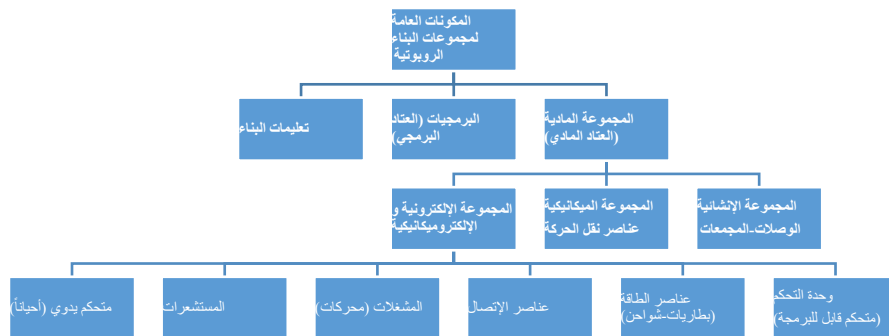 المكونات العامة
لمجموعات البناء
الروبوتية
المجموعة المادية
(العتاد المادي)
البرمجيات (العتاد
البرمجي)
تعليمات البناء
المجموعة الإنشائية
الوصلات-المجمعات
المجموعة الميكانيكية
عناصر نقل الحركة
المجموعة الإلكترونية و
الإلكتروميكانيكية
وحدة التحكم
(متحكم قابل للبرمجة)
عناصر الطاقة
(بطاريات-شواحن)
عناصر الإتصال
المشغلات (محركات)
المستشعرات
متحكم يدوي (أحياناً)